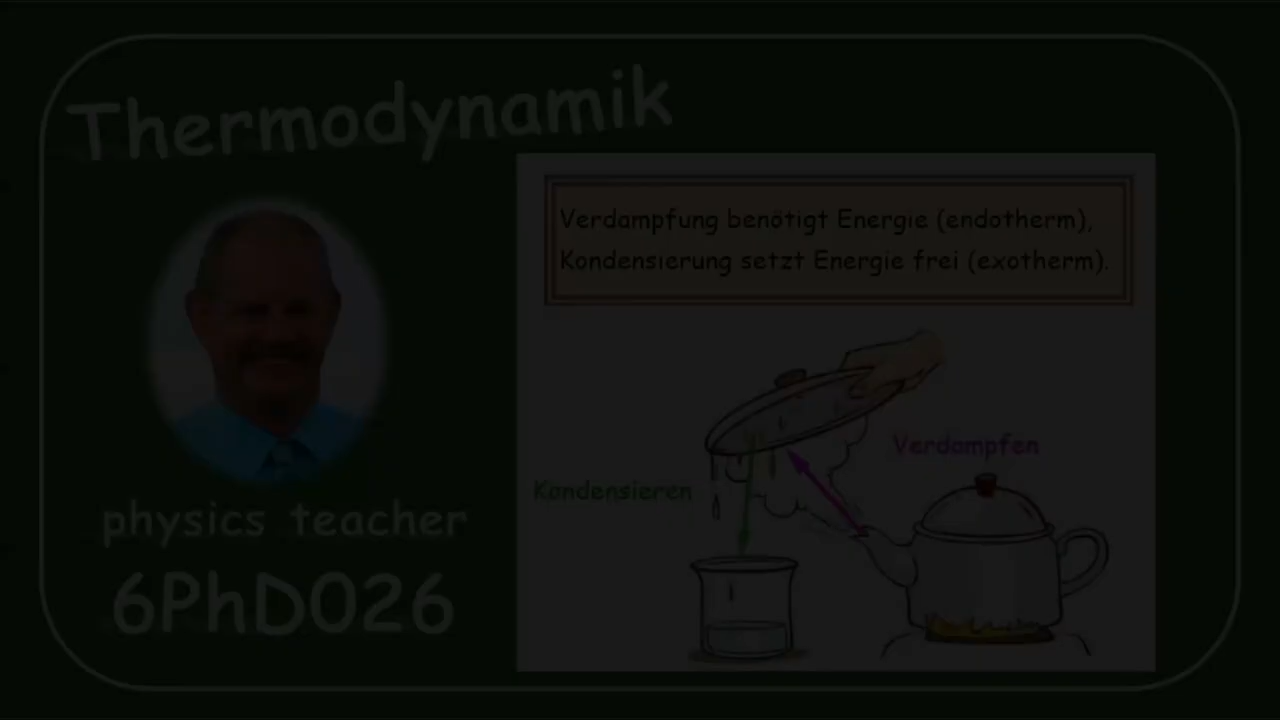 Thermodynamik
Verdampfung benötigt Energie (endotherm),
Kondensierung setzt Energie frei (exotherm).
Verdampfen
Kondensieren
physics teacher
6PhD026